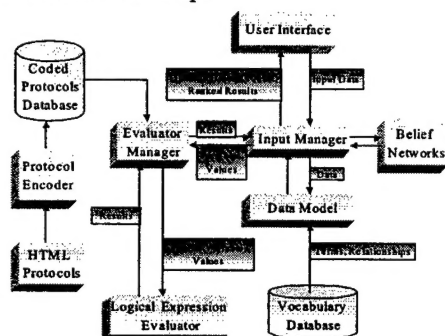 User Interface
Coded
Protocols
Database
Input Data
Ranked Results
Evaluator
Manager
Results
Input Manager
Belief
Networks
Values
Protocol
Encoder
Data
Data Model
Results
HTML
Protocols
Values
Terms, Relationships
Logical Expression
Evaluator
Vocabulary
Database